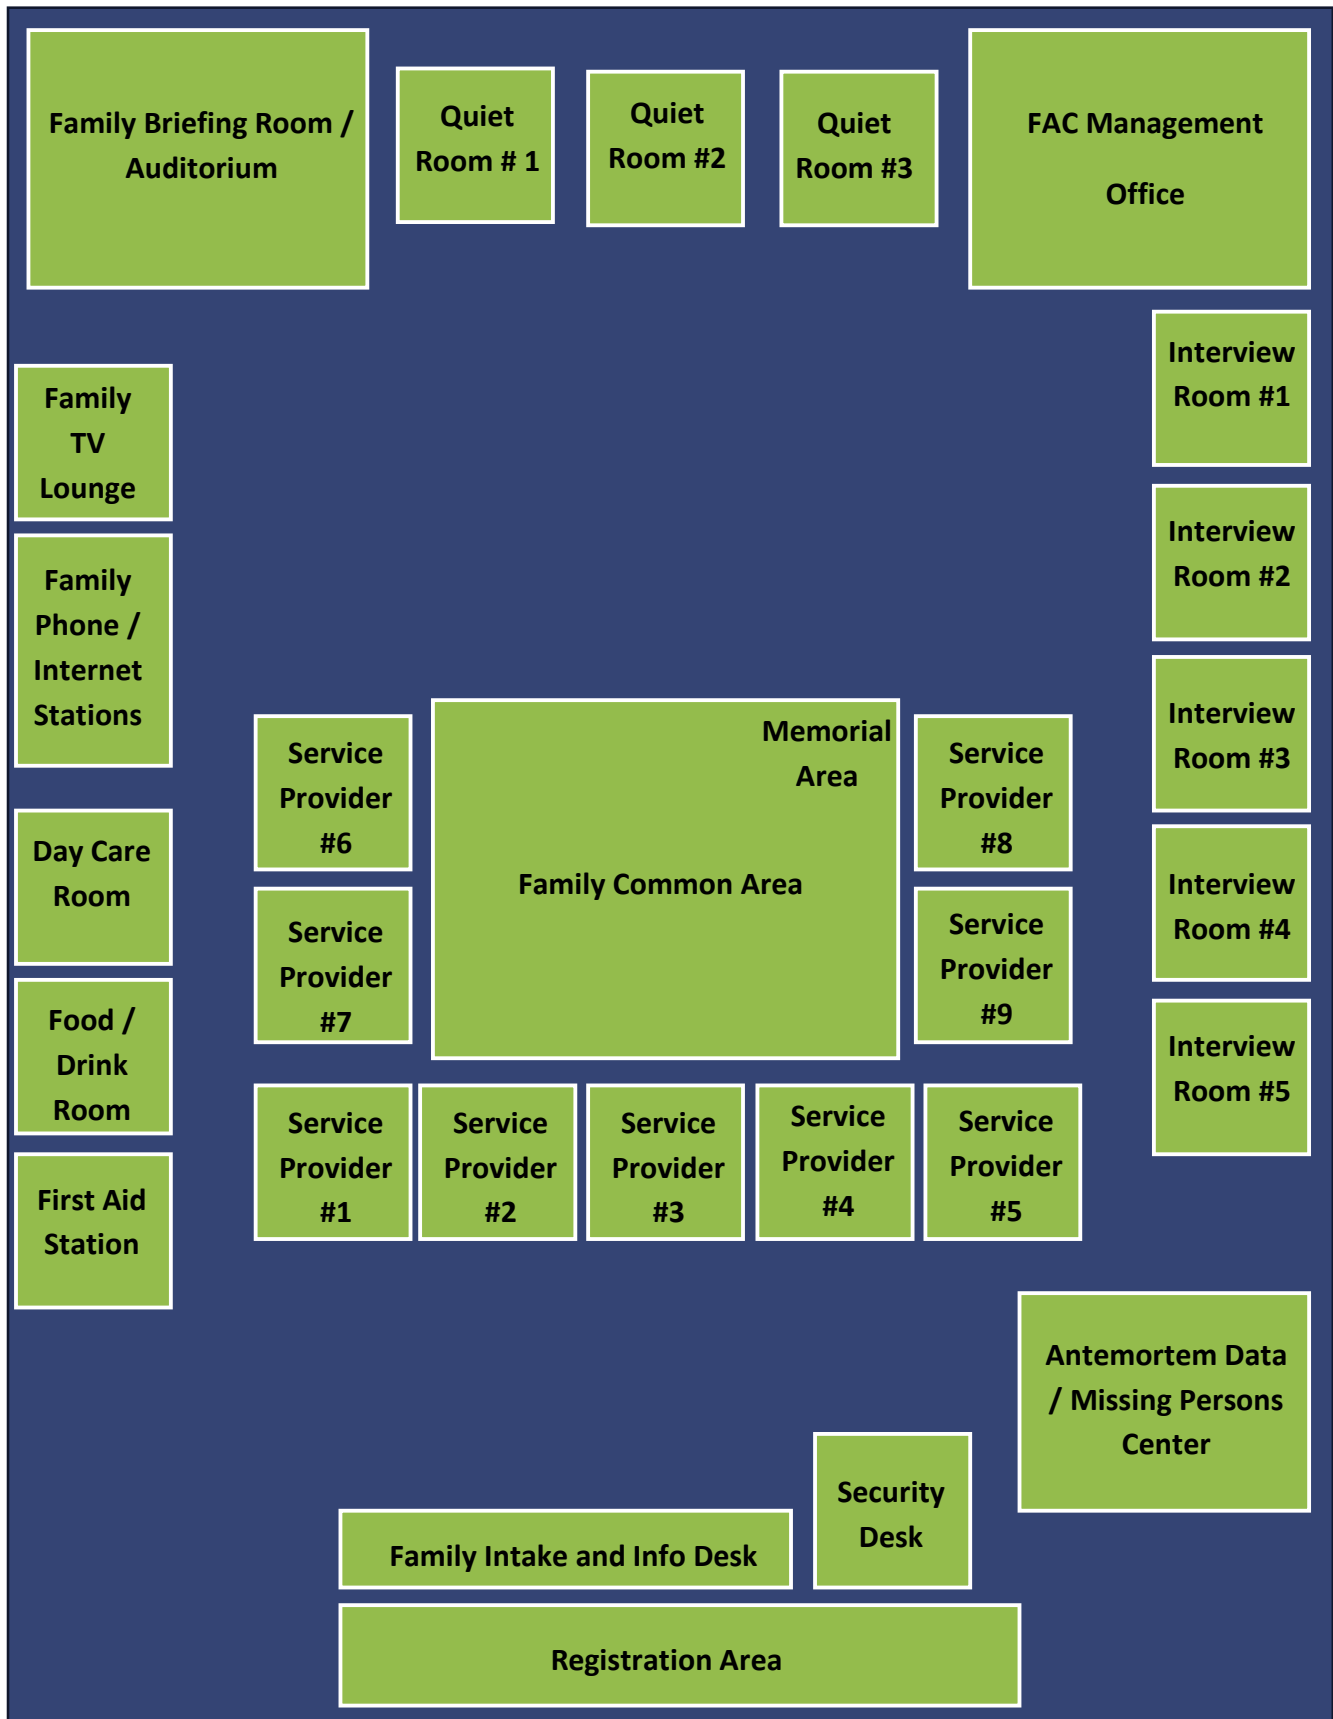 Family Briefing Room /
Auditorium
Quiet
Room # 1
Quiet
Room #2
Quiet
Room #3
FAC Management
Office
Interview
Room #1
Family
TV
Lounge
Interview
Room #2
Family
Phone /
Internet
Stations
Interview
Room #3
Service
Provider
#6
Memorial
Area
Family Common Area
Service
Provider
#8
Day Care
Room
Interview
Room #4
Service
Provider
#7
Service
Provider
#9
Food /
Drink
Room
Interview
Room #5
Service
Provider
#1
Service
Provider
#2
Service
Provider
#3
Service
Provider
#4
Service
Provider
#5
First Aid
Station
Antemortem Data
/ Missing Persons
Center
Security
Desk
Family Intake and Info Desk
Registration Area